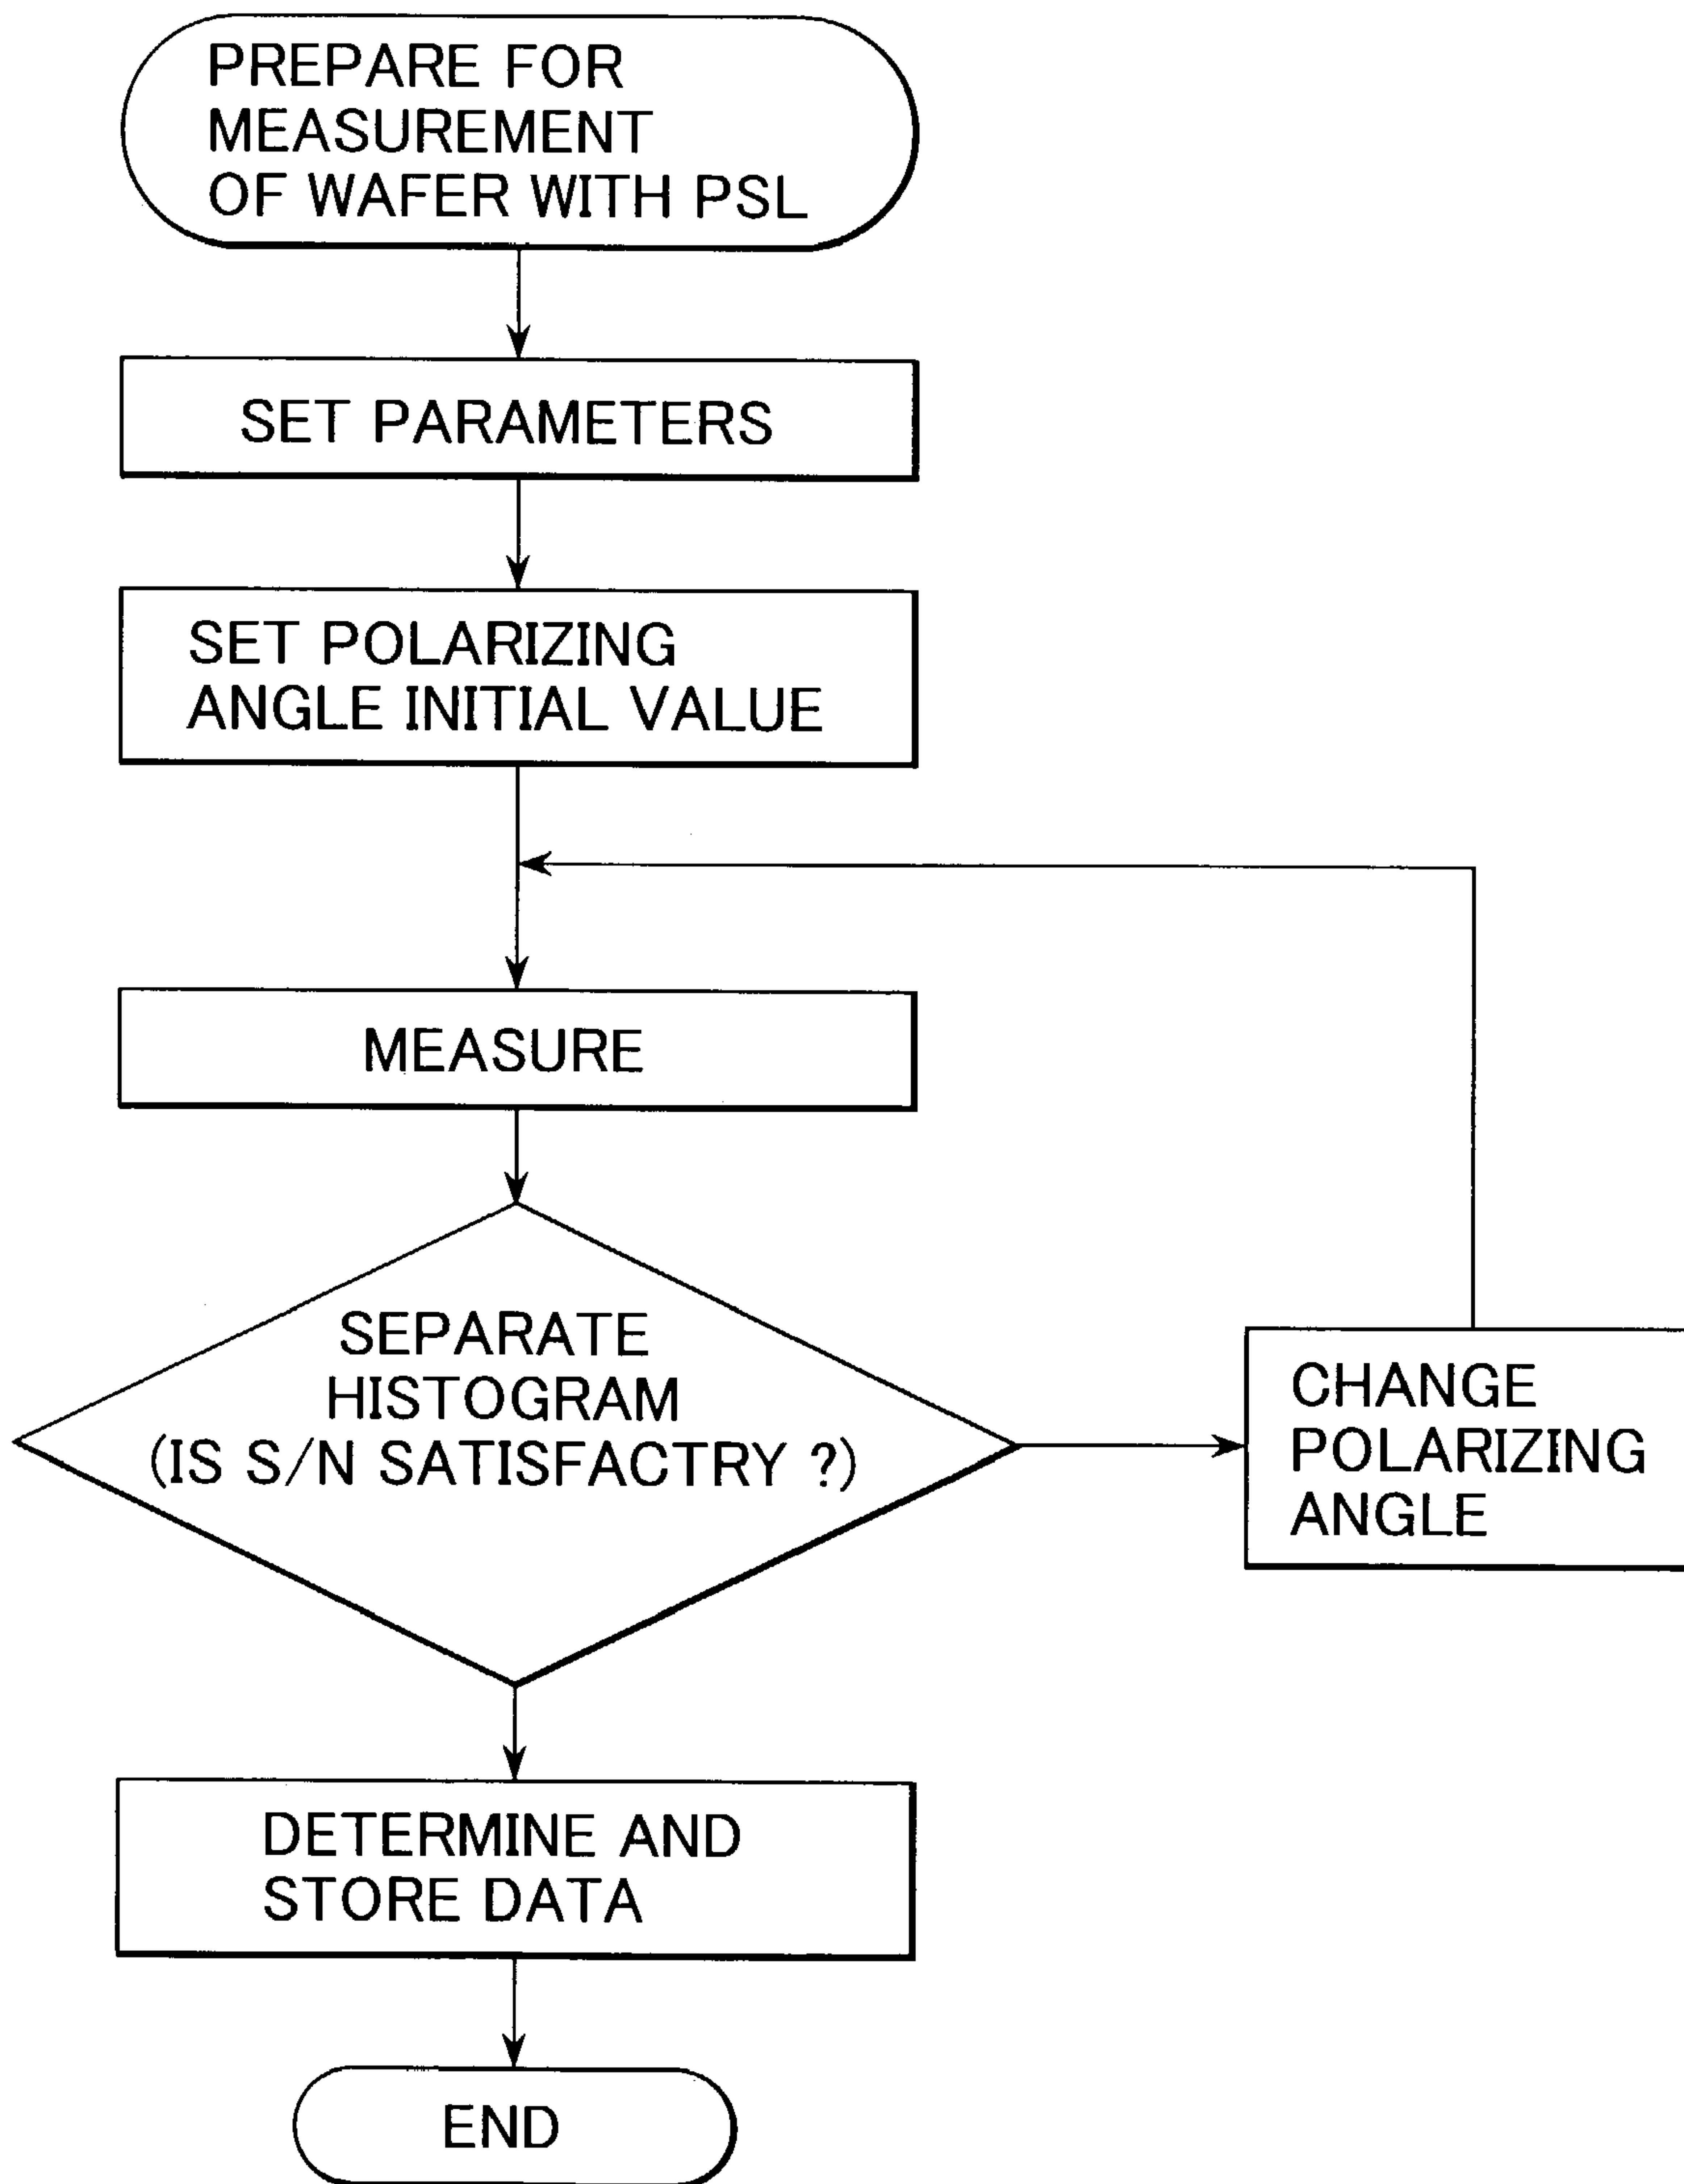 PREPARE FOR
MEASUREMENT
OF WAFER WITH PSL
SET PARAMETERS
SET POLARIZING
ANGLE INITIAL VALUE
MEASURE
SEPARATE
HISTOGRAM
(IS S/N SATISFACTRY ?)
CHANGE
POLARIZING
ANGLE
DETERMINE AND
STORE DATA
END